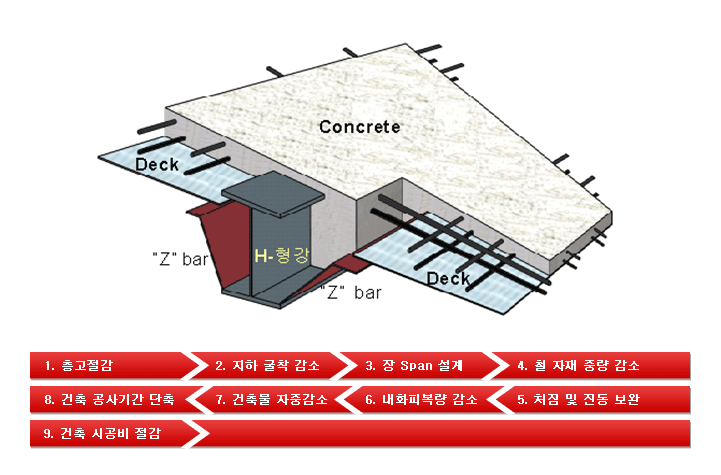 Concrete
Deck
"Z" bar
H-형강
Deck
"Z" bar
1. 층고절감
2. 지하 굴착 감소
3. 장 Span 설계
4. 철 자재 중량 감소
8. 건축 공사기간 단축
7. 건축물 자중감소
6. 내화피복량 감소
5. 처짐 및 진동 보완
9. 건축 시공비 절감